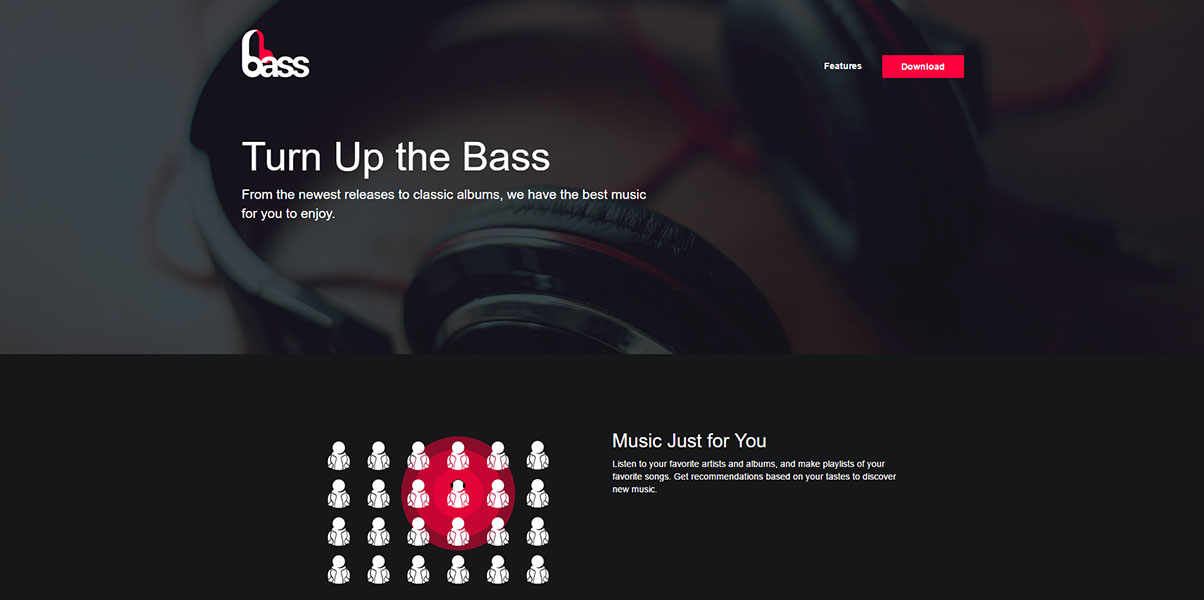 bass
Features
Download
Turn Up the Bass
From the newest releases to classic albums, we have the best music
for you to enjoy.
Music Just for You
Listen to your favorite artists and albums, and make playlists of your
favorite songs. Get recommendations based on your tastes to discover
new music.